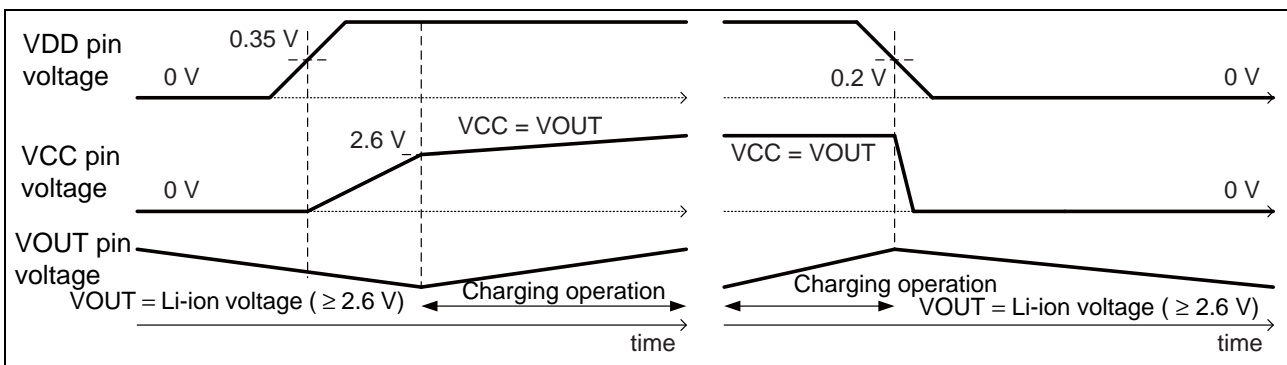 VDD pin
voltage
0 V
0.35 V
0.2 V
0 V
VCC pin
voltage
0 V
2.6 V
VCC = VOUT
VCC = VOUT
0 V
VOUT pin
voltage
VOUT = Li-ion voltage ( ≥ 2.6 V)
Charging operation
Charging operation
VOUT = Li-ion voltage ( ≥ 2.6 V)
time
time